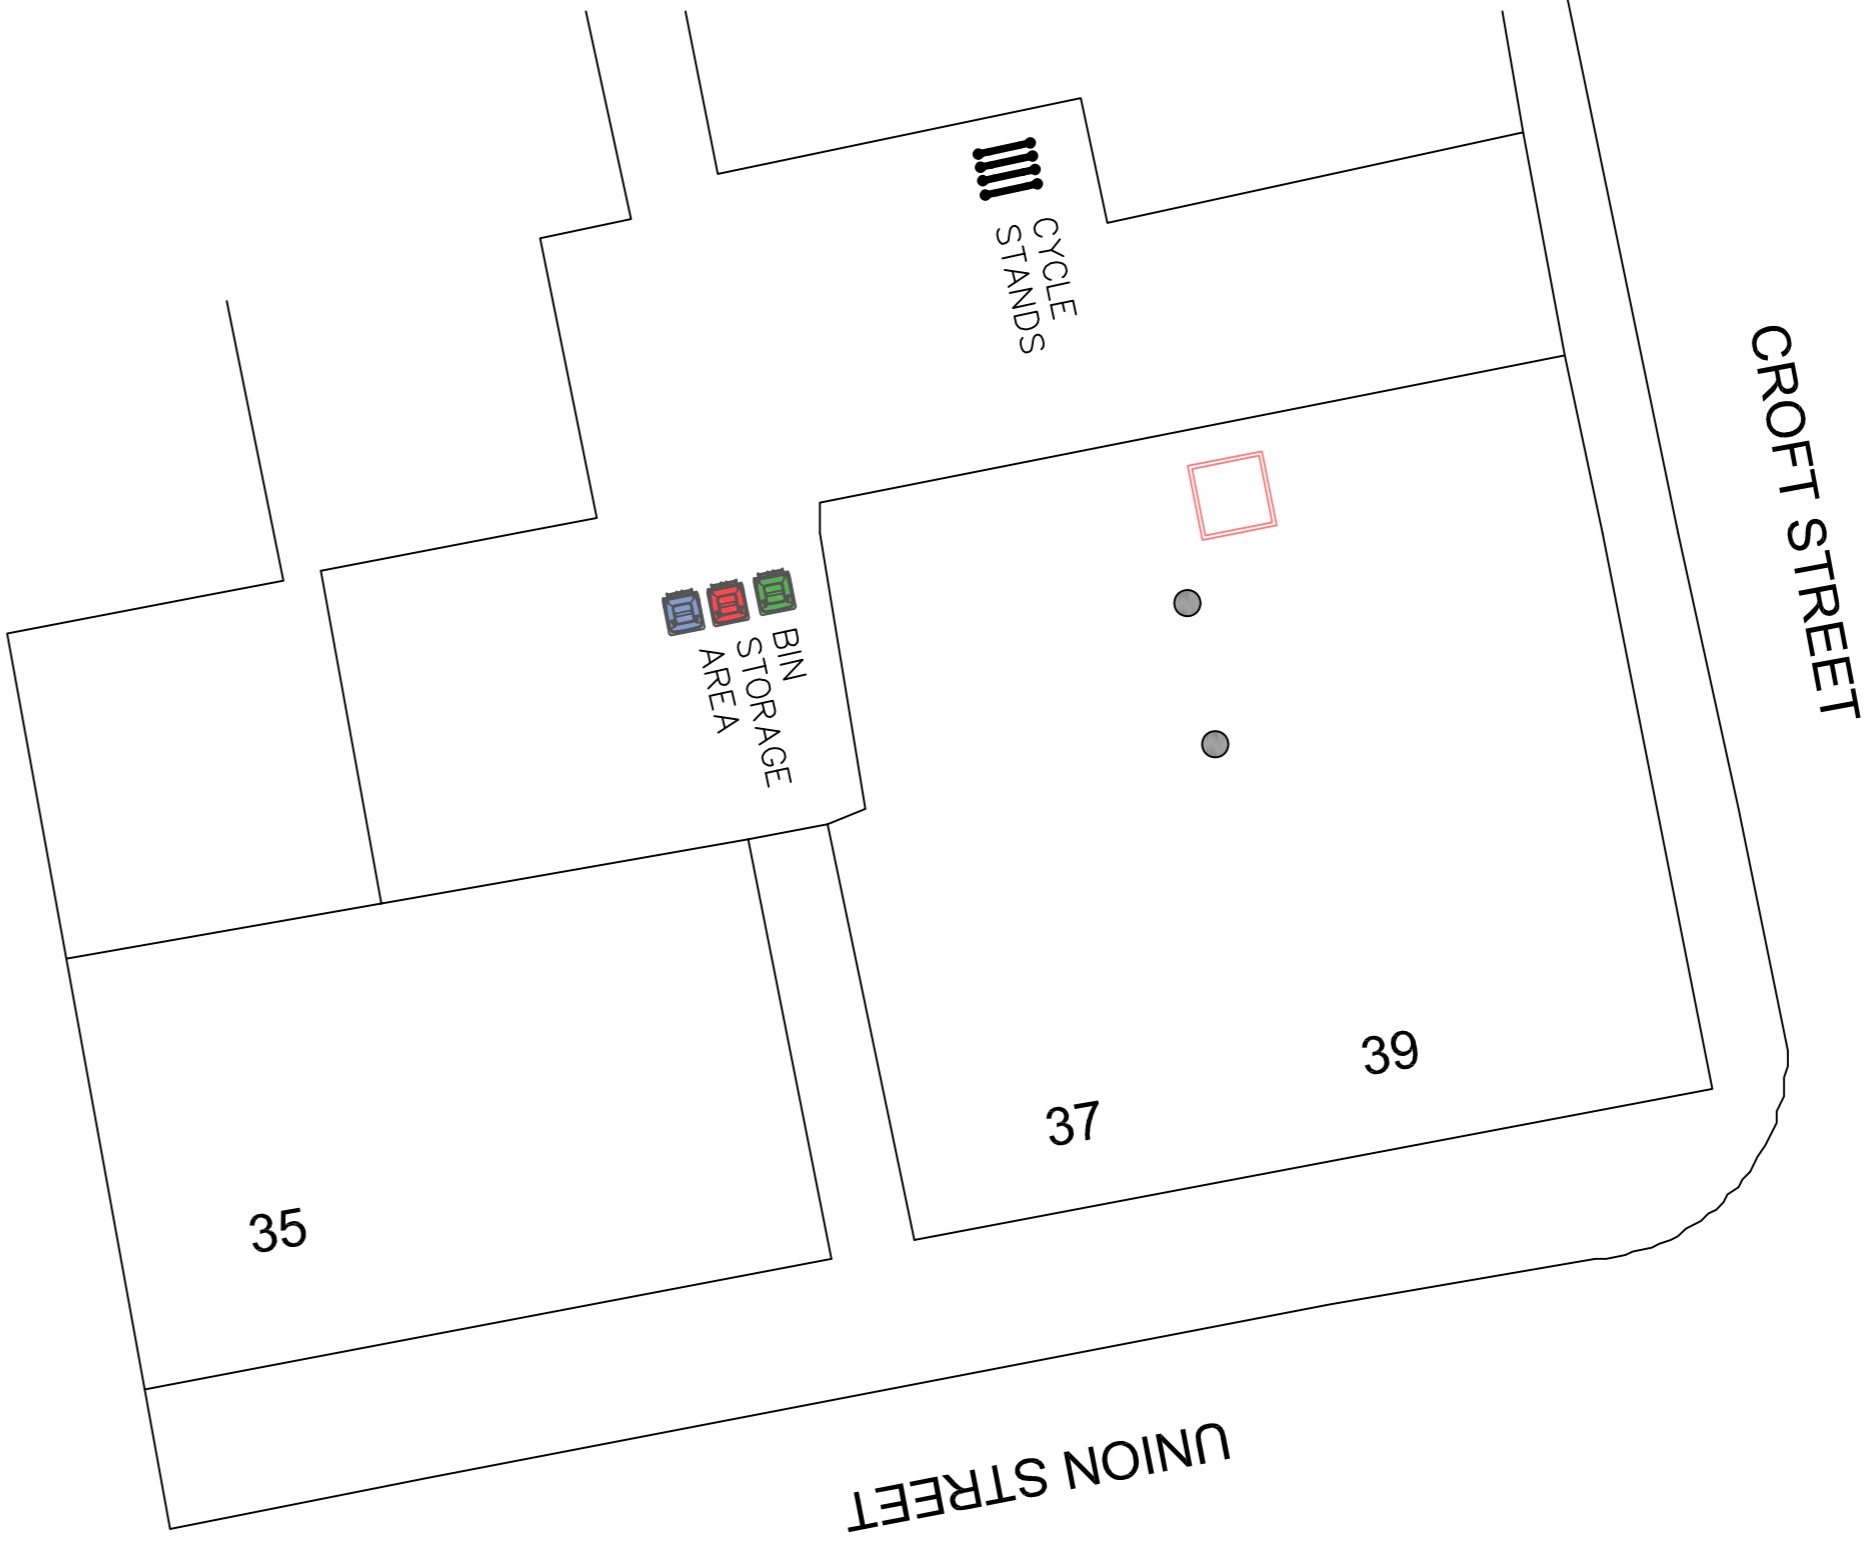 CYCLE
STANDS
CROFT STREET
BIN
STORAGE
AREA
39
37
35
UNION STREET